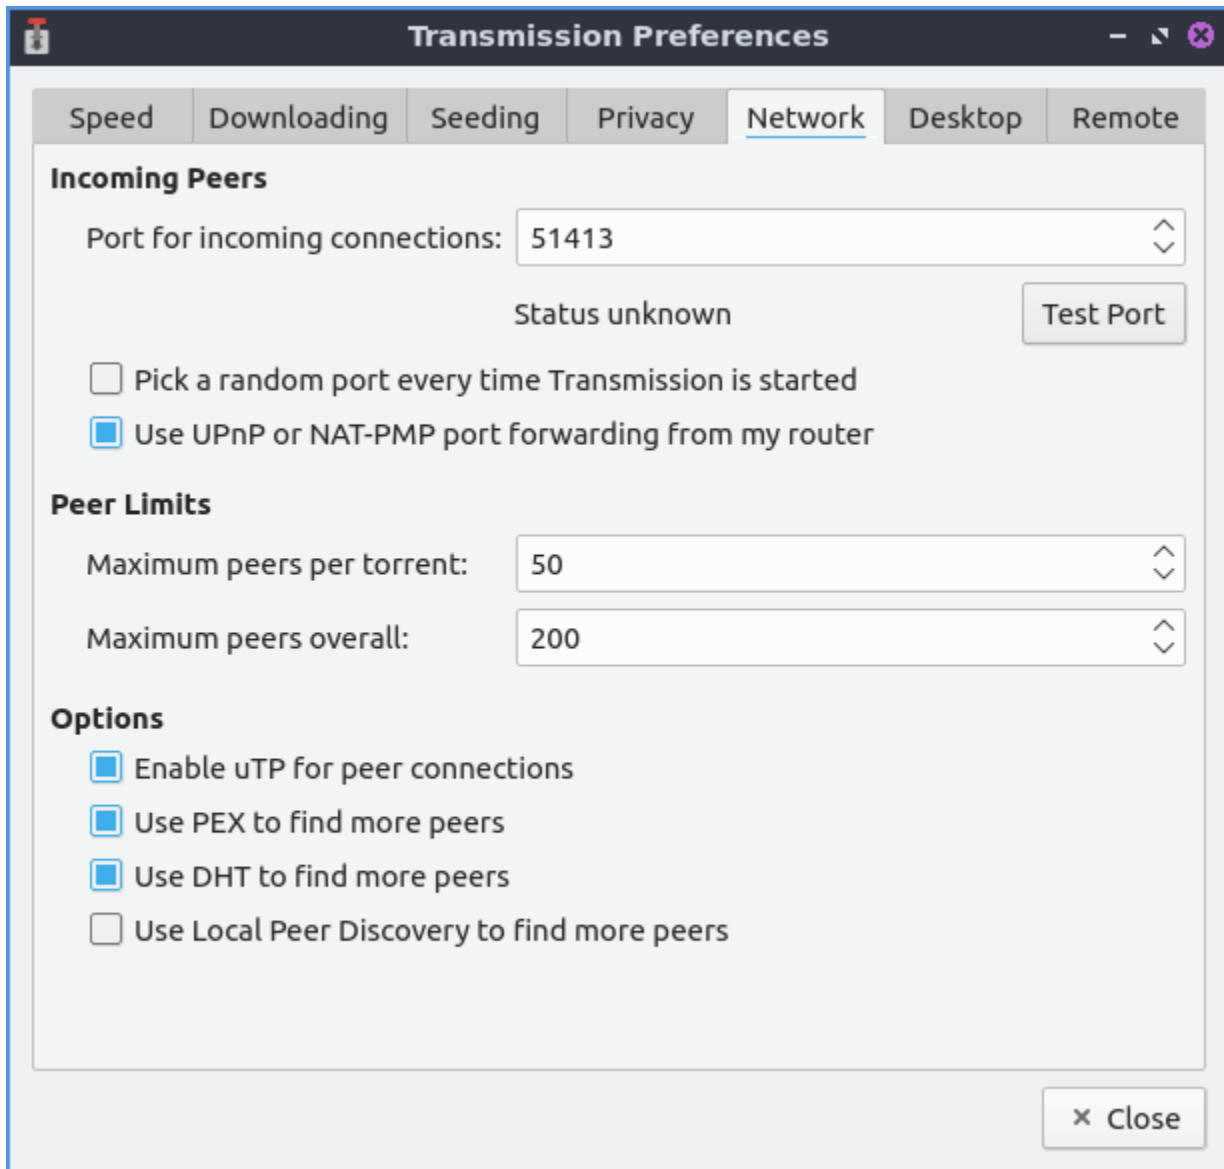 Transmission Preferences
Speed Downloading Seeding Privacy Network Desktop Remote
Incoming Peers
Port for incoming connections: 51413
Status unknown Test Port
Pick a random port every time Transmission is started
Use UPnP or NAT-PMP port forwarding from my router
Peer Limits
Maximum peers per torrent: 50
Maximum peers overall: 200
Options
Enable uTP for peer connections
Use PEX to find more peers
Use DHT to find more peers
Use Local Peer Discovery to find more peers
Close